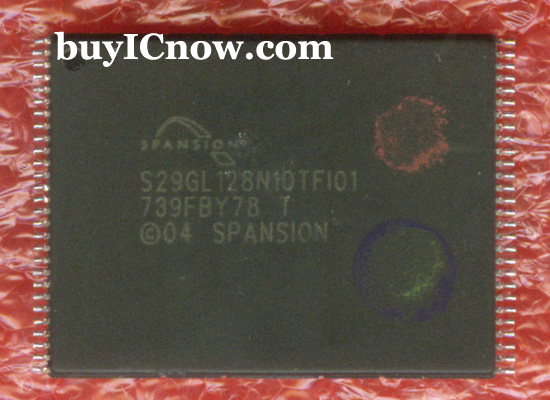 buyICnow.com
SPANSION
S29GL128N10TFI01
739FBY78 T
©04 SPANSION